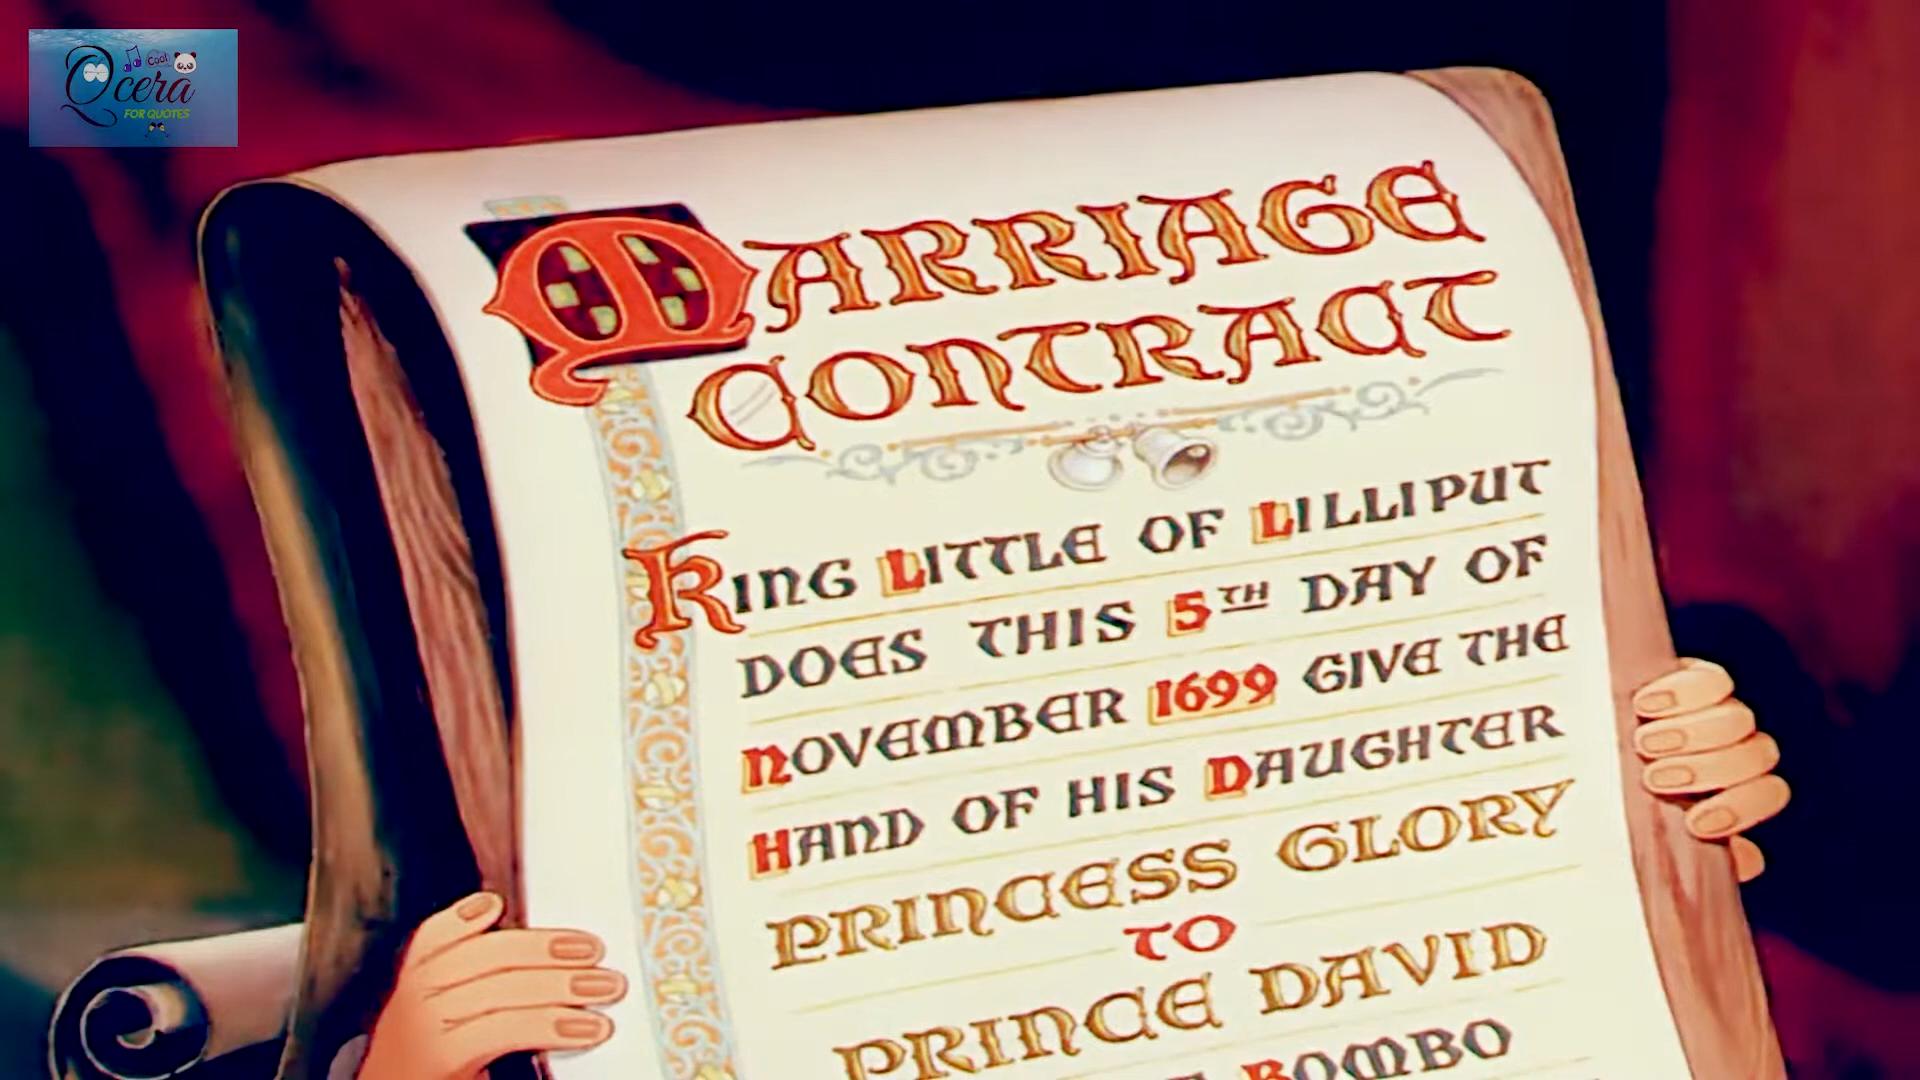 Cool
Qcera
FOR QUOTES
MARRIAGE
CONTRACT
KING LITTLE OF LILLIPUT
DOES THIS 5TH DAY OF
NOVEMBER 1699 GIVE THE
HAND OF HIS DAUGHTER
PRINCESS GLORY
TO
PRINCE DAVID
BOMBO